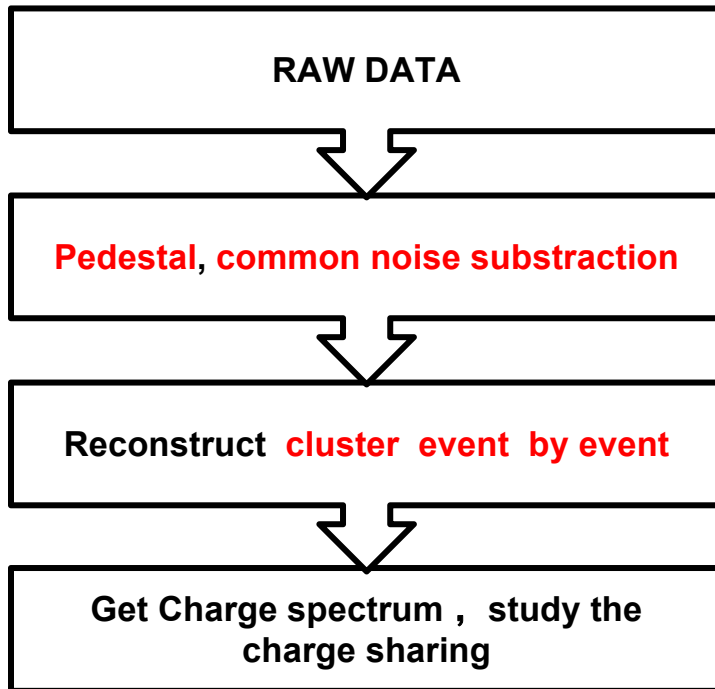 RAW DATA
Pedestal, common noise substraction
Reconstruct cluster event by event
Get Charge spectrum , study the
charge sharing